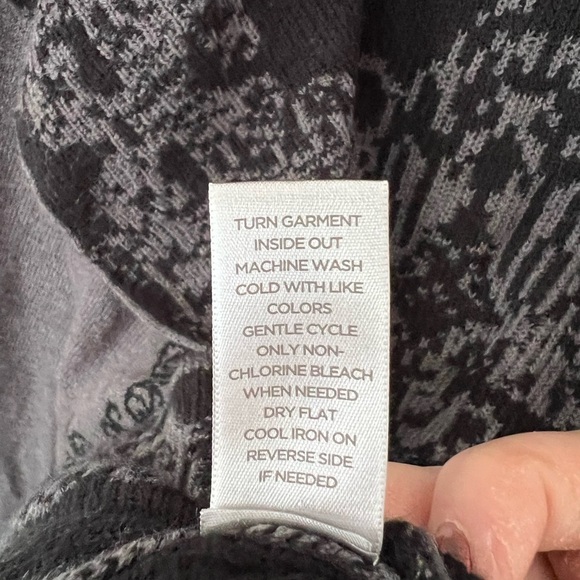 TURN GARMENT
INSIDE OUT
MACHINE WASH
COLD WITH LIKE
COLORS
GENTLE CYCLE
ONLY NON-
CHLORINE BLEACH
WHEN NEEDED
DRY FLAT
COOL IRON ON
REVERSE SIDE
IF NEEDED